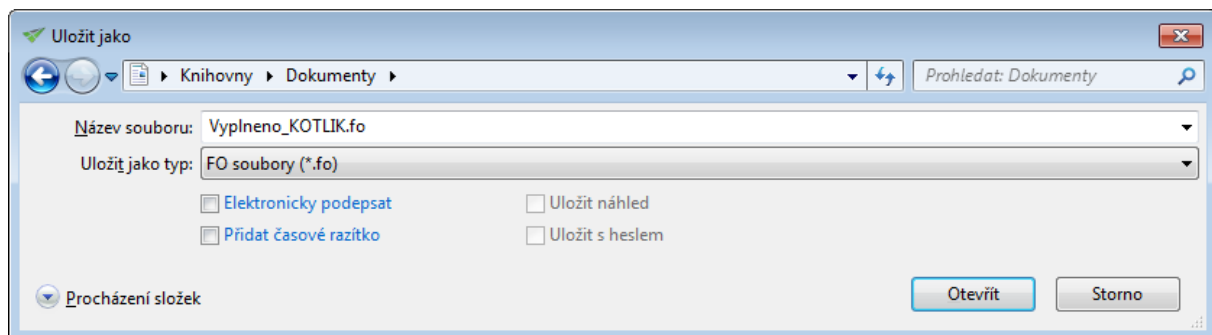 Uložit jako
Knihovny Dokumenty Prohledat: Dokumenty
Název souboru: Vyplneno_KOTLIK.fo
Uložit jako typ: FO soubory (*.fo)
Elektronicky podepsat Uložit náhled
Přidat časové razítko Uložit s heslem
Procházení složek Otevřít Storno